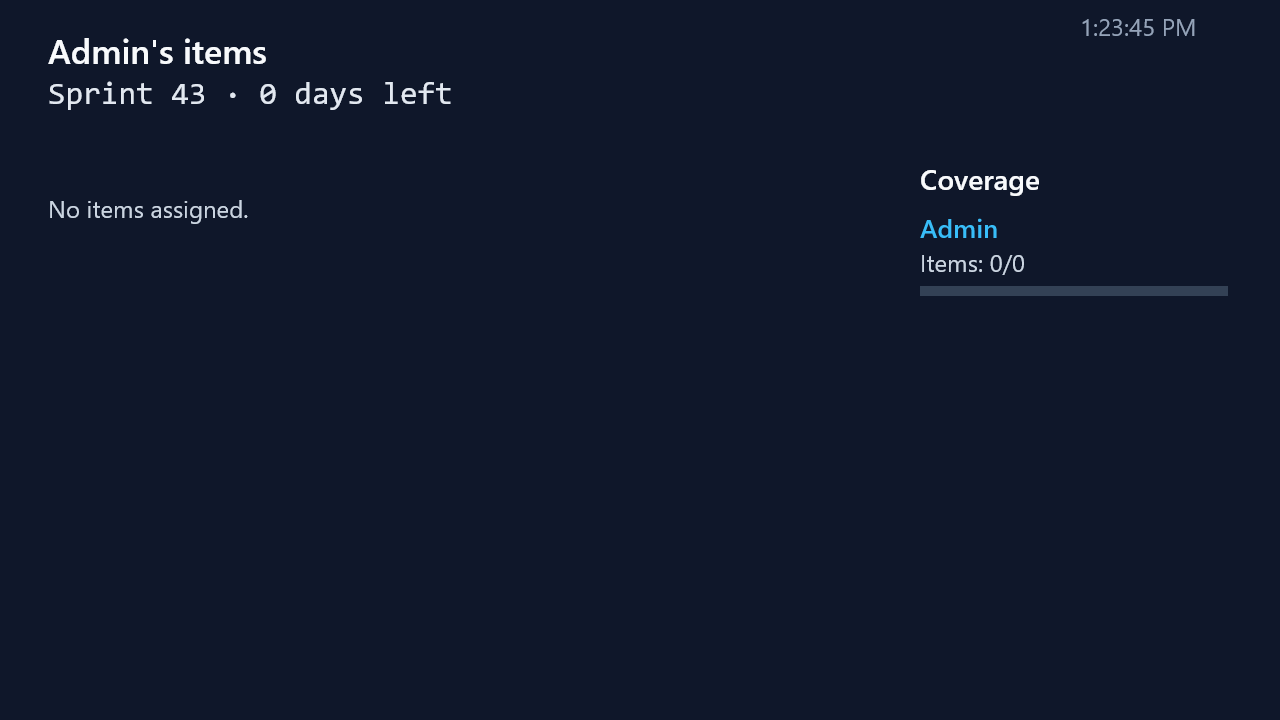 1:23:45 PM
Admin's items
Sprint 43 · 0 days left
No items assigned.
Coverage
Admin
Items: 0/0